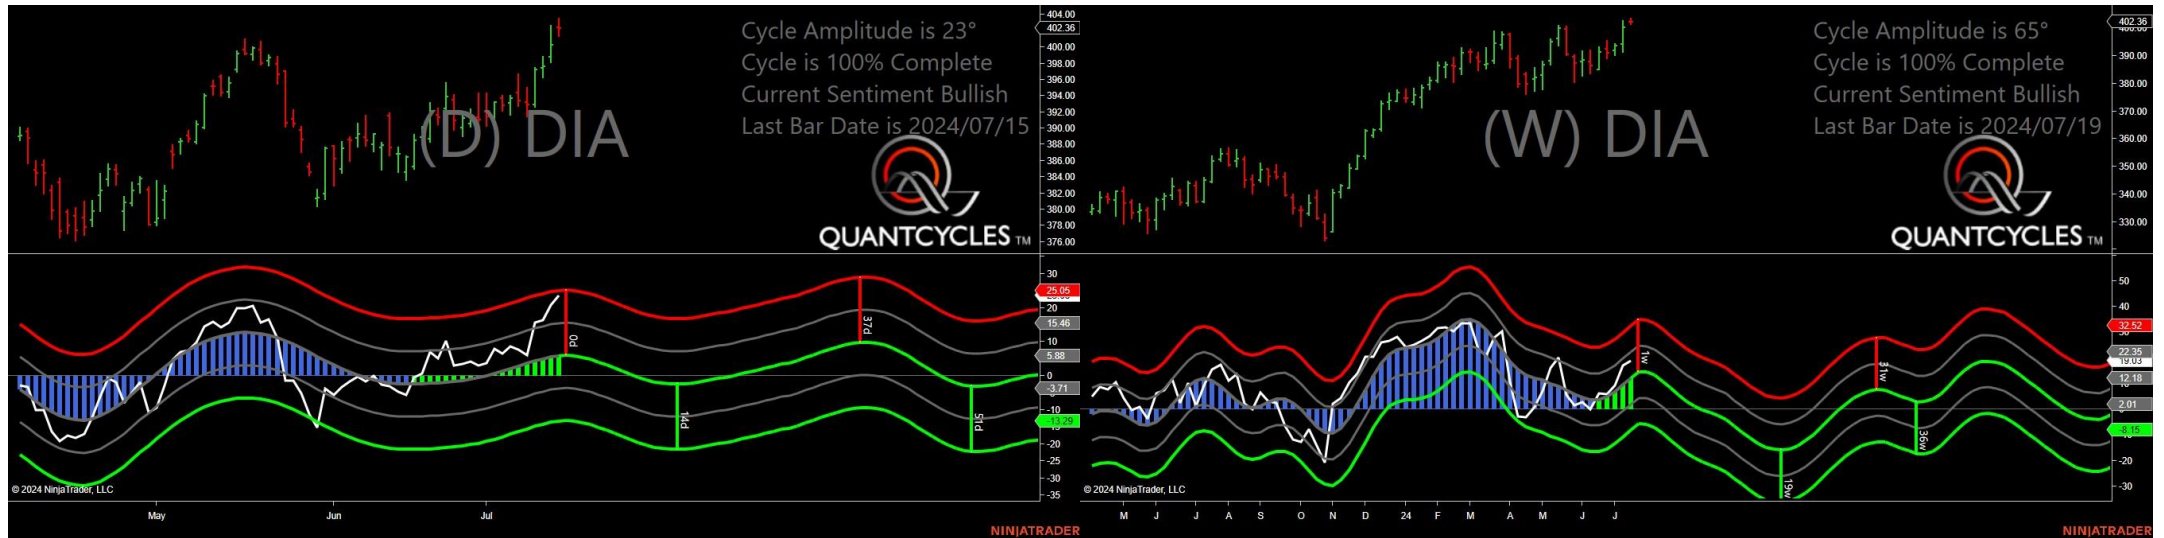 Cycle Amplitude is 23°
Cycle is 100% Complete
Current Sentiment Bullish
Last Bar Date is 2024/07/15
(D) DIA
QUANTCYCLES TM
404.00
402.36
400.00
398.00
396.00
394.00
392.00
390.00
388.00
386.00
384.00
382.00
380.00
378.00
376.00
30
25.05
20
15.46
10
5.88
0
-3.71
-10
-13.29
-20
-25
-30
-35
0d
14d
37d
51d
© 2024 NinjaTrader, LLC
May Jun Jul
NINJATRADER
Cycle Amplitude is 65°
Cycle is 100% Complete
Current Sentiment Bullish
Last Bar Date is 2024/07/19
(W) DIA
QUANTCYCLES TM
402.36
400.00
390.00
380.00
370.00
360.00
350.00
340.00
330.00
50
40
32.52
22.35
19.03
12.18
2.01
-8.15
-20
-30
1w
19w
31w
36w
© 2024 NinjaTrader, LLC
M J J A S O N D 24 F M A M J J
NINJATRADER